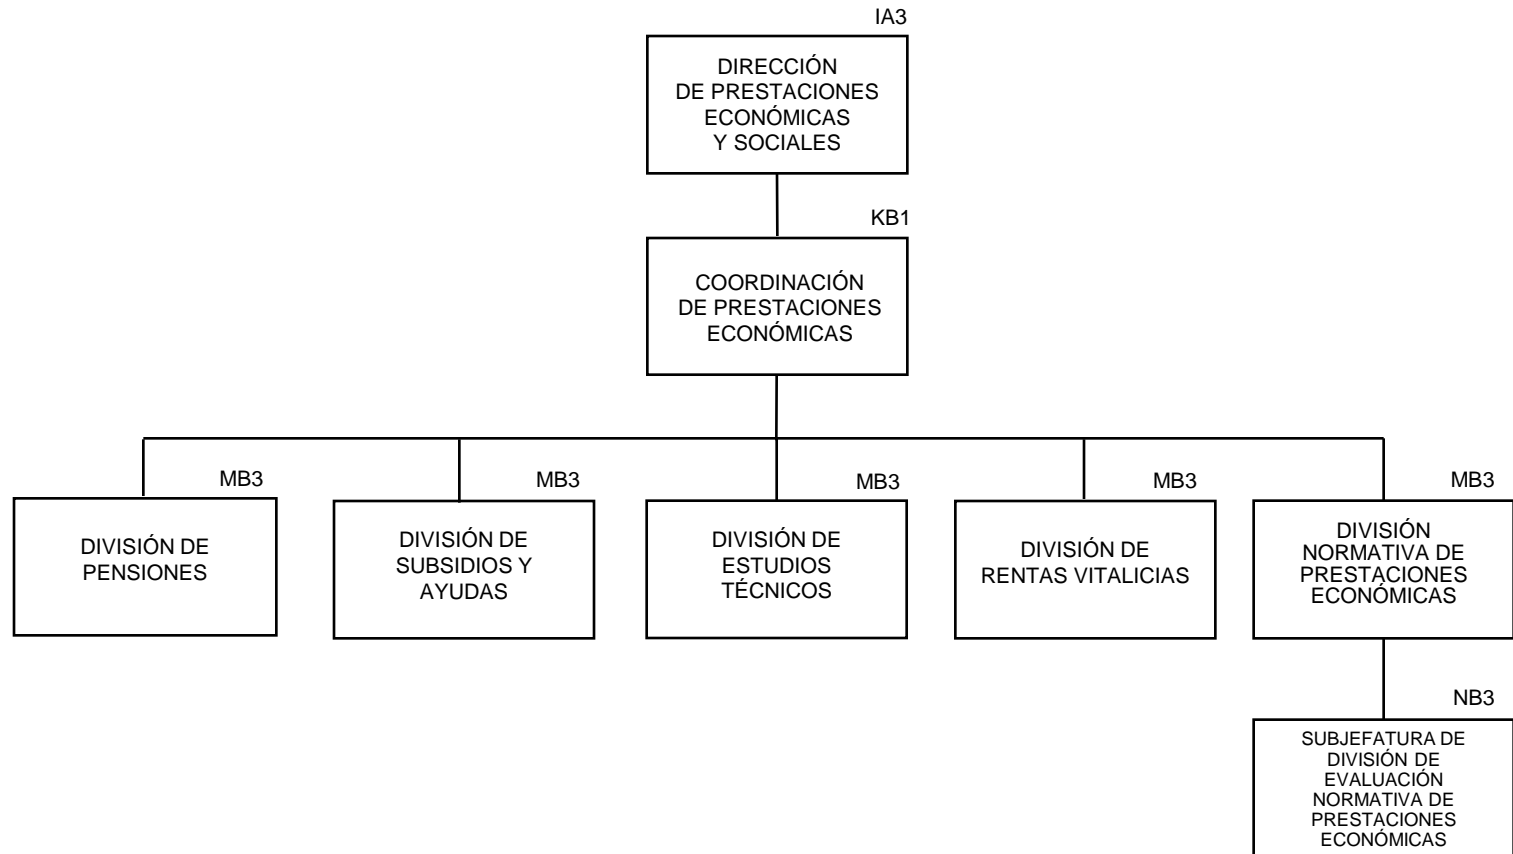 IA3
DIRECCIÓN
DE PRESTACIONES
ECONÓMICAS
Y SOCIALES
KB1
COORDINACIÓN
DE PRESTACIONES
ECONÓMICAS
MB3
DIVISIÓN DE
PENSIONES
MB3
DIVISIÓN DE
SUBSIDIOS Y
AYUDAS
MB3
DIVISIÓN DE
ESTUDIOS
TÉCNICOS
MB3
DIVISIÓN DE
RENTAS VITALICIAS
MB3
DIVISIÓN
NORMATIVA DE
PRESTACIONES
ECONÓMICAS
NB3
SUBJEFATURA DE
DIVISIÓN DE
EVALUACIÓN
NORMATIVA DE
PRESTACIONES
ECONÓMICAS